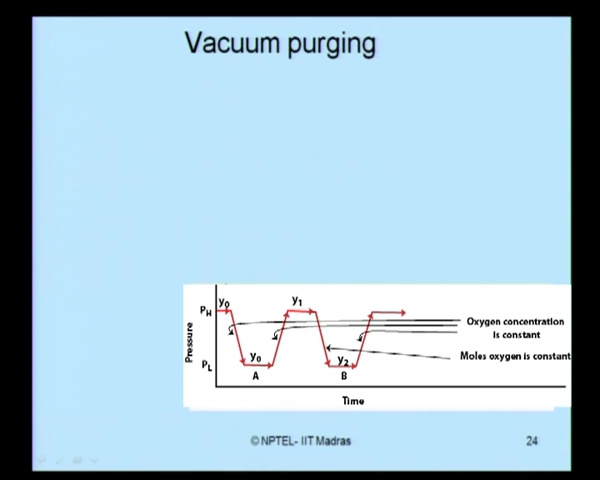 Vacuum purging
y0
y1
PH
Oxygen concentration
is constant
Pressure
y0
y2
Moles oxygen is constant
PL
A
B
Time
© NPTEL- IIT Madras
24